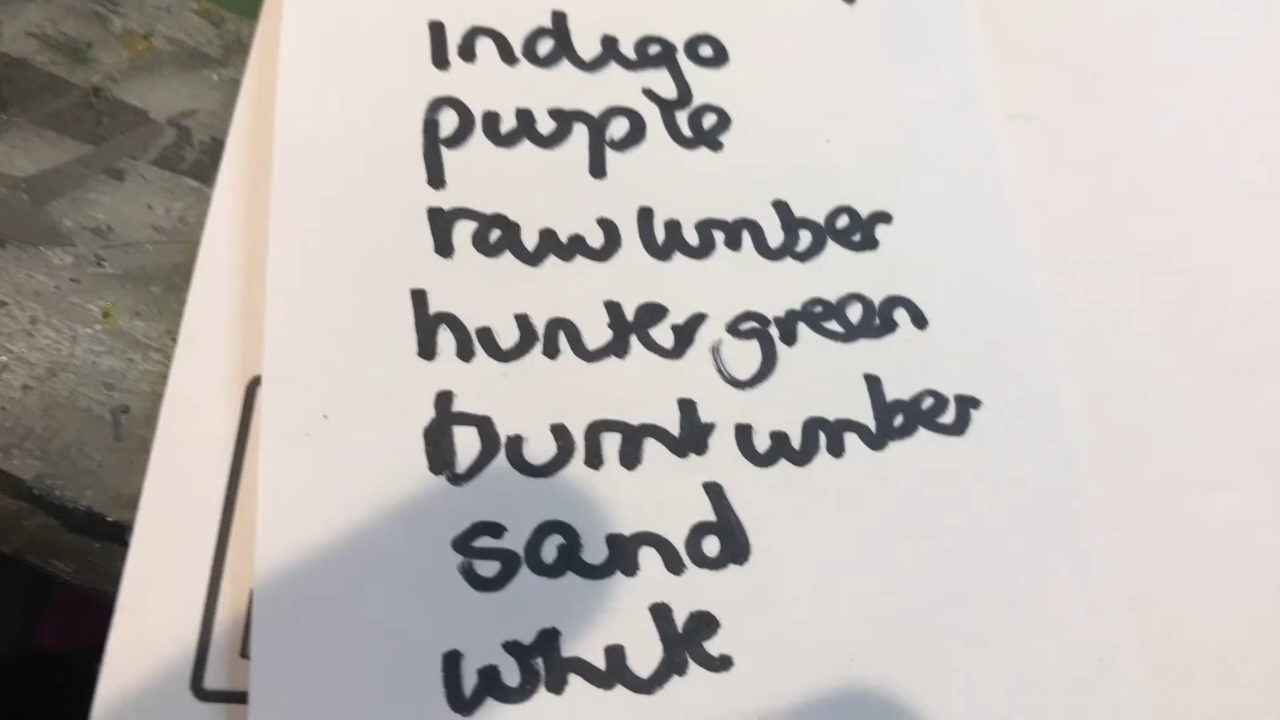 Indigo
purple
raw umber
hunter green
burnt umber
sand
white